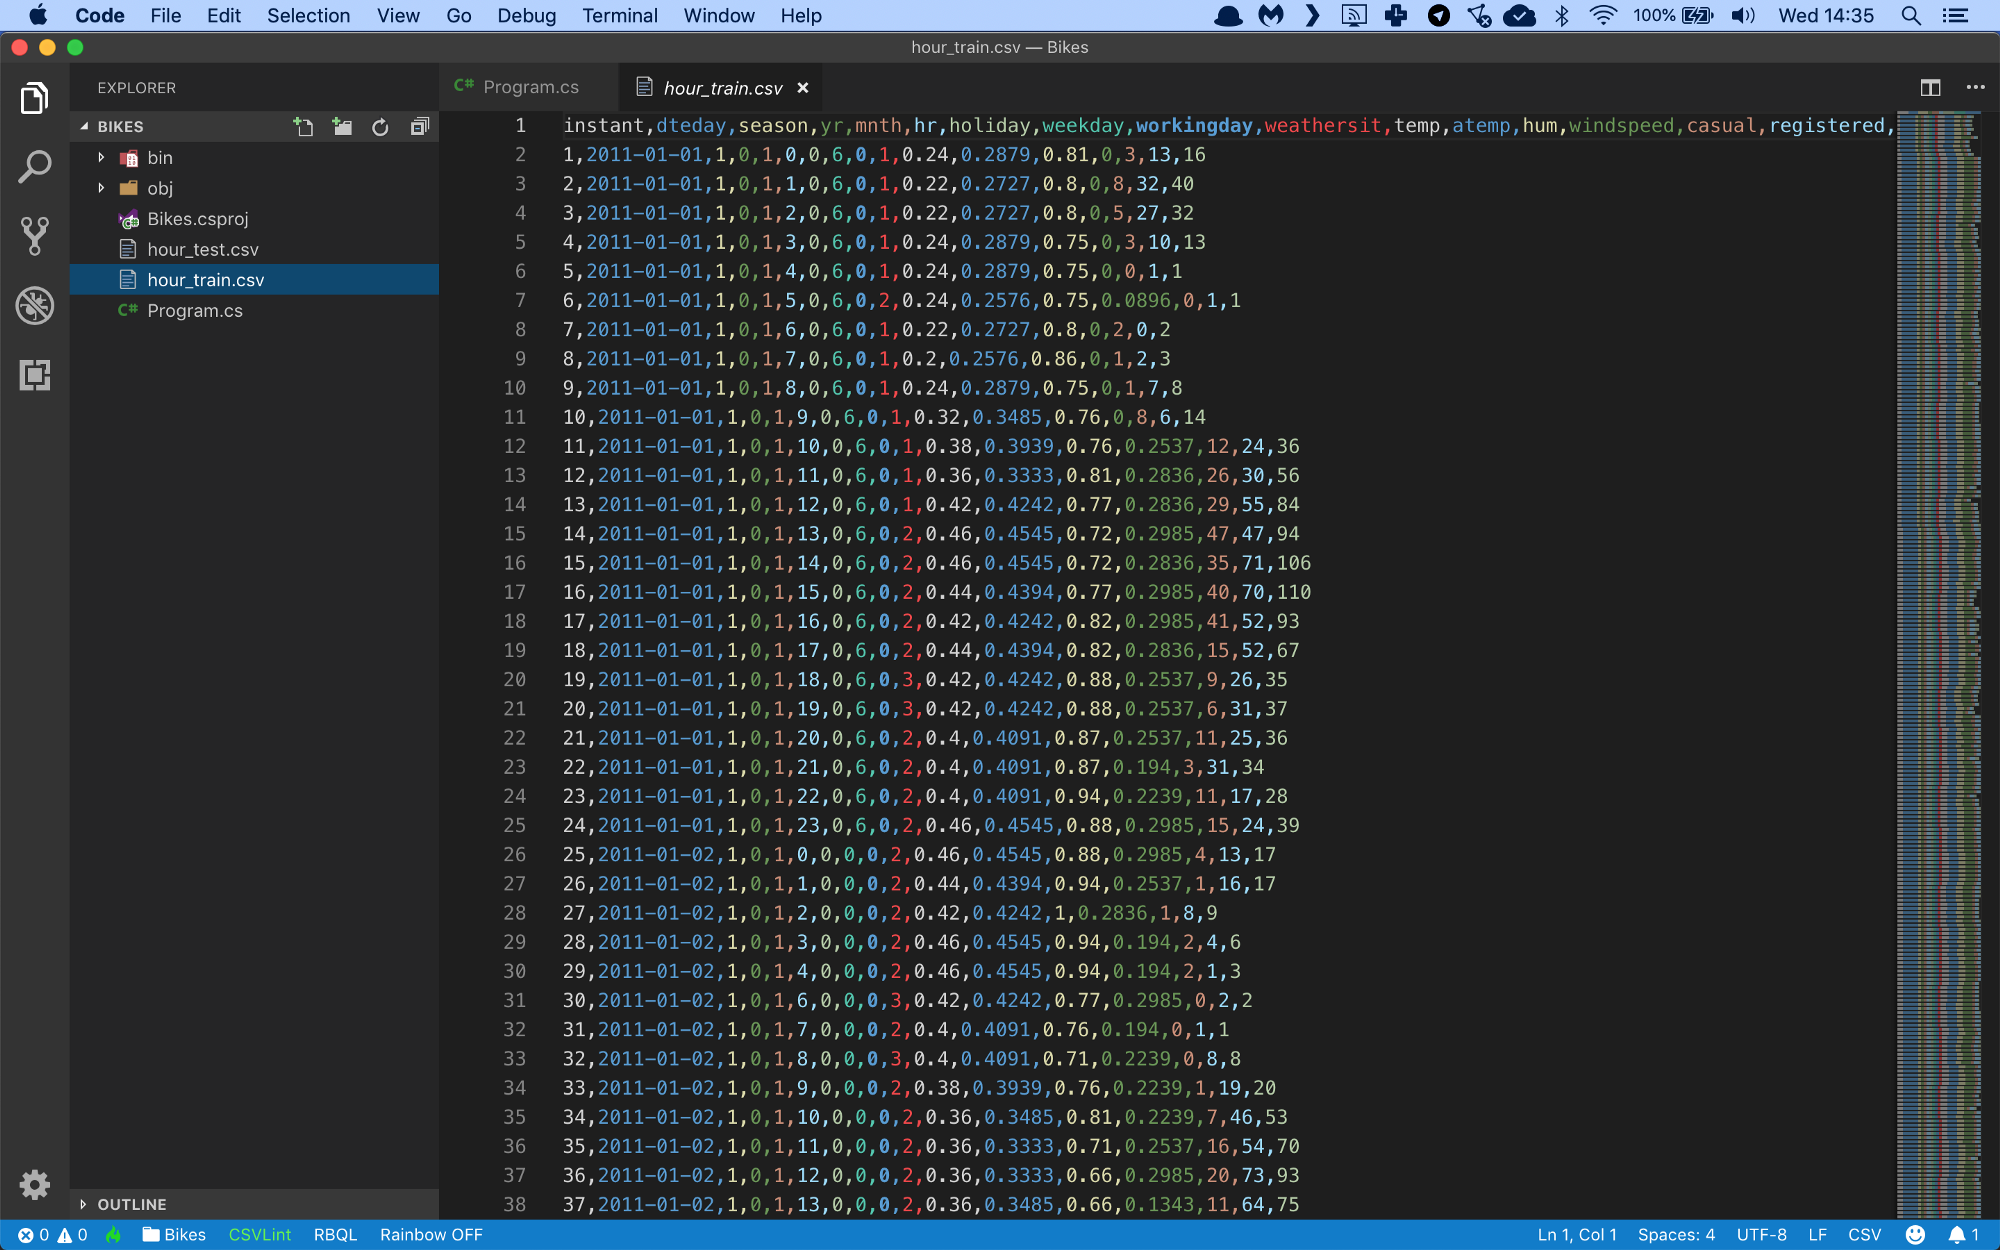 Code File Edit Selection View Go Debug Terminal Window Help 100% Wed 14:35
hour_train.csv — Bikes
EXPLORER
BIKES
bin
obj
Bikes.csproj
hour_test.csv
hour_train.csv
C# Program.cs
OUTLINE
C# Program.cs hour_train.csv ×
1 instant,dteday,season,yr,mnth,hr,holiday,weekday,workingday,weathersit,temp,atemp,hum,windspeed,casual,registered,
2 1,2011-01-01,1,0,1,0,0,6,0,1,0.24,0.2879,0.81,0,3,13,16
3 2,2011-01-01,1,0,1,1,0,6,0,1,0.22,0.2727,0.8,0,8,32,40
4 3,2011-01-01,1,0,1,2,0,6,0,1,0.22,0.2727,0.8,0,5,27,32
5 4,2011-01-01,1,0,1,3,0,6,0,1,0.24,0.2879,0.75,0,3,10,13
6 5,2011-01-01,1,0,1,4,0,6,0,1,0.24,0.2879,0.75,0,0,1,1
7 6,2011-01-01,1,0,1,5,0,6,0,2,0.24,0.2576,0.75,0.0896,0,1,1
8 7,2011-01-01,1,0,1,6,0,6,0,1,0.22,0.2727,0.8,0,2,0,2
9 8,2011-01-01,1,0,1,7,0,6,0,1,0.2,0.2576,0.86,0,1,2,3
10 9,2011-01-01,1,0,1,8,0,6,0,1,0.24,0.2879,0.75,0,1,7,8
11 10,2011-01-01,1,0,1,9,0,6,0,1,0.32,0.3485,0.76,0,8,6,14
12 11,2011-01-01,1,0,1,10,0,6,0,1,0.38,0.3939,0.76,0.2537,12,24,36
13 12,2011-01-01,1,0,1,11,0,6,0,1,0.36,0.3333,0.81,0.2836,26,30,56
14 13,2011-01-01,1,0,1,12,0,6,0,1,0.42,0.4242,0.77,0.2836,29,55,84
15 14,2011-01-01,1,0,1,13,0,6,0,2,0.46,0.4545,0.72,0.2985,47,47,94
16 15,2011-01-01,1,0,1,14,0,6,0,2,0.46,0.4545,0.72,0.2836,35,71,106
17 16,2011-01-01,1,0,1,15,0,6,0,2,0.44,0.4394,0.77,0.2985,40,70,110
18 17,2011-01-01,1,0,1,16,0,6,0,2,0.42,0.4242,0.82,0.2985,41,52,93
19 18,2011-01-01,1,0,1,17,0,6,0,2,0.44,0.4394,0.82,0.2836,15,52,67
20 19,2011-01-01,1,0,1,18,0,6,0,3,0.42,0.4242,0.88,0.2537,9,26,35
21 20,2011-01-01,1,0,1,19,0,6,0,3,0.42,0.4242,0.88,0.2537,6,31,37
22 21,2011-01-01,1,0,1,20,0,6,0,2,0.4,0.4091,0.87,0.2537,11,25,36
23 22,2011-01-01,1,0,1,21,0,6,0,2,0.4,0.4091,0.87,0.194,3,31,34
24 23,2011-01-01,1,0,1,22,0,6,0,2,0.4,0.4091,0.94,0.2239,11,17,28
25 24,2011-01-01,1,0,1,23,0,6,0,2,0.46,0.4545,0.88,0.2985,15,24,39
26 25,2011-01-02,1,0,1,0,0,0,0,2,0.46,0.4545,0.88,0.2985,4,13,17
27 26,2011-01-02,1,0,1,1,0,0,0,2,0.44,0.4394,0.94,0.2537,1,16,17
28 27,2011-01-02,1,0,1,2,0,0,0,2,0.42,0.4242,1,0.2836,1,8,9
29 28,2011-01-02,1,0,1,3,0,0,0,2,0.46,0.4545,0.94,0.194,2,4,6
30 29,2011-01-02,1,0,1,4,0,0,0,2,0.46,0.4545,0.94,0.194,2,1,3
31 30,2011-01-02,1,0,1,6,0,0,0,3,0.42,0.4242,0.77,0.2985,0,2,2
32 31,2011-01-02,1,0,1,7,0,0,0,2,0.4,0.4091,0.76,0.194,0,1,1
33 32,2011-01-02,1,0,1,8,0,0,0,3,0.4,0.4091,0.71,0.2239,0,8,8
34 33,2011-01-02,1,0,1,9,0,0,0,2,0.38,0.3939,0.76,0.2239,1,19,20
35 34,2011-01-02,1,0,1,10,0,0,0,2,0.36,0.3485,0.81,0.2239,7,46,53
36 35,2011-01-02,1,0,1,11,0,0,0,2,0.36,0.3333,0.71,0.2537,16,54,70
37 36,2011-01-02,1,0,1,12,0,0,0,2,0.36,0.3333,0.66,0.2985,20,73,93
38 37,2011-01-02,1,0,1,13,0,0,0,2,0.36,0.3485,0.66,0.1343,11,64,75
0 0 Bikes CSVLint RBQL Rainbow OFF Ln 1, Col 1 Spaces: 4 UTF-8 LF CSV 1